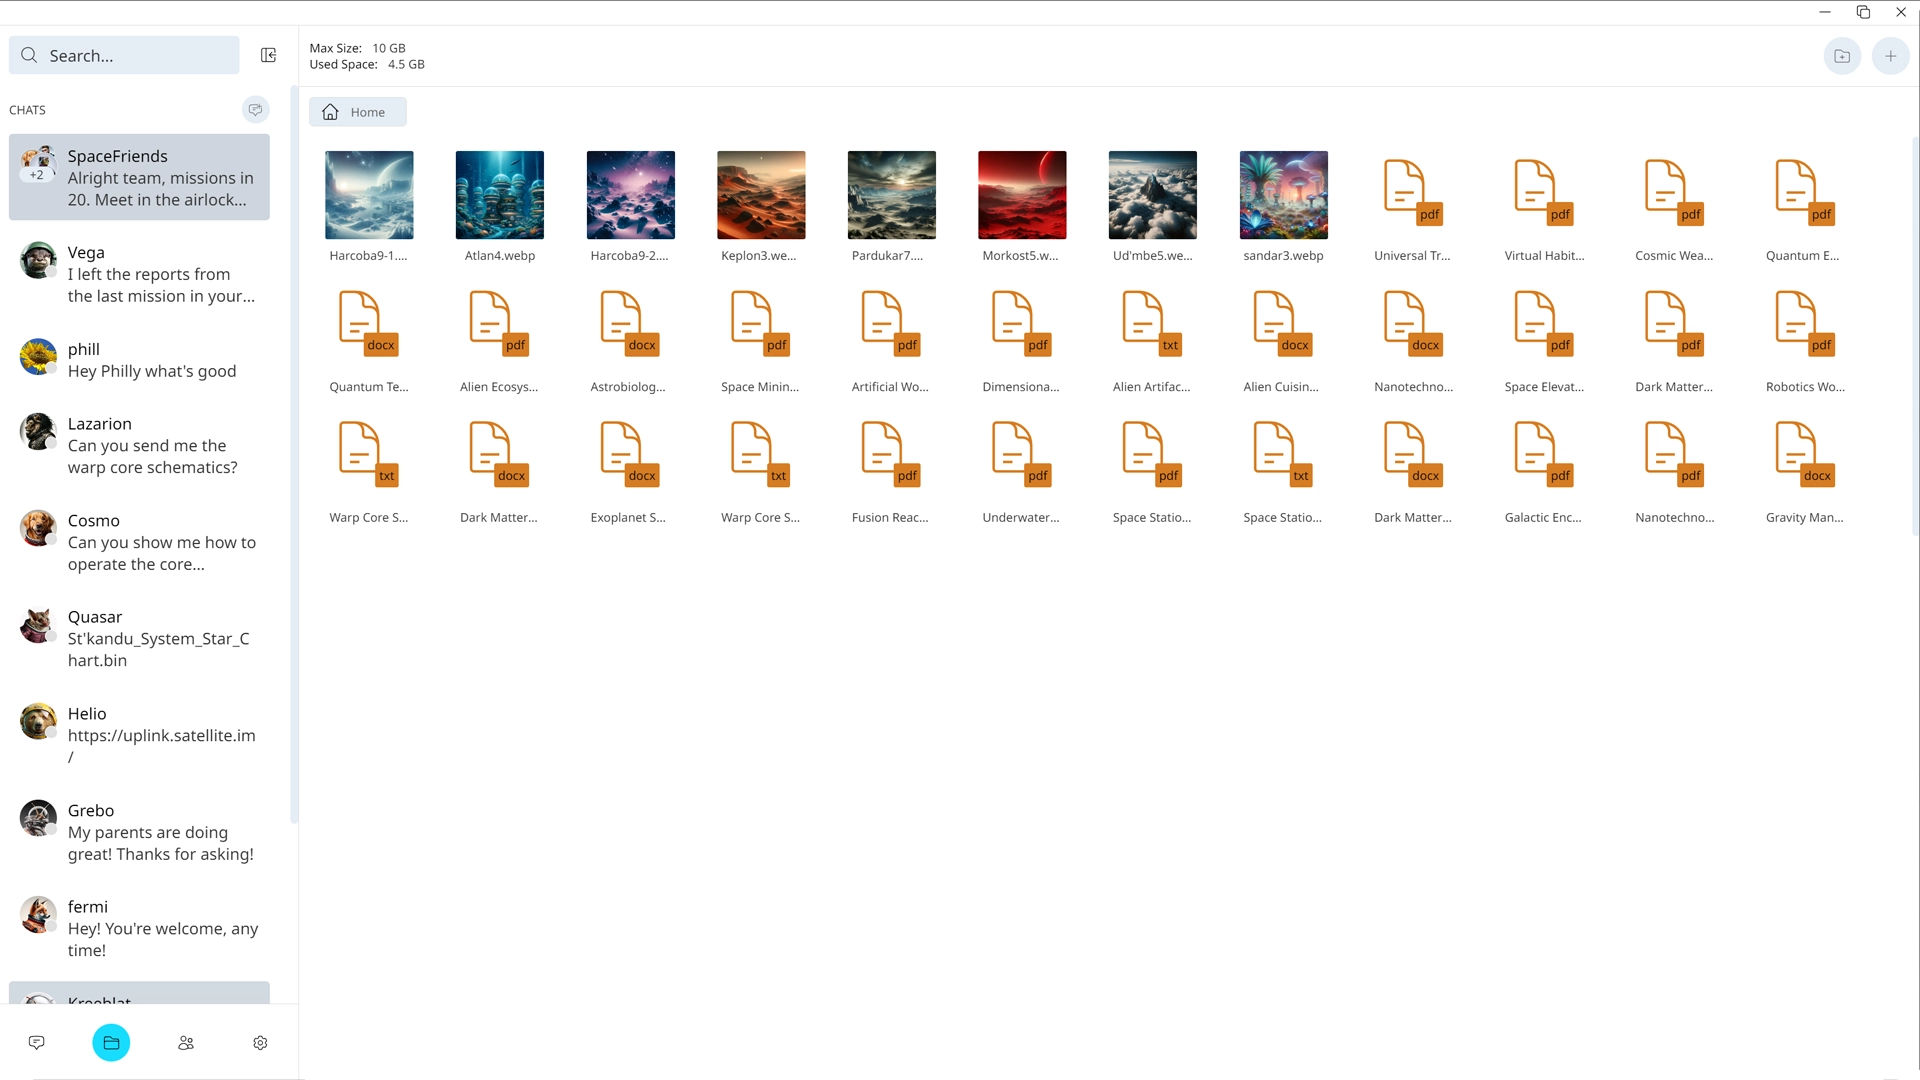 Search...
CHATS
SpaceFriends
Alright team, missions in
20. Meet in the airlock...
+2
Vega
I left the reports from
the last mission in your...
phill
Hey Philly what's good
Lazarion
Can you send me the
warp core schematics?
Cosmo
Can you show me how to
operate the core...
Quasar
St'kandu_System_Star_C
hart.bin
Helio
https://uplink.satellite.im
/
Grebo
My parents are doing
great! Thanks for asking!
fermi
Hey! You're welcome, any
time!
Max Size: 10 GB
Used Space: 4.5 GB
Home
pdf pdf pdf pdf
Harcoba9-1.... Atlan4.webp Harcoba9-2.... Keplon3.we... Pardukar7.... Morkost5.w... Ud'mbe5.we... sandar3.webp Universal Tr... Virtual Habit... Cosmic Wea... Quantum E...
docx pdf docx pdf pdf pdf txt docx docx pdf pdf pdf
Quantum Te... Alien Ecosys... Astrobiolog... Space Minin... Artificial Wo... Dimensiona... Alien Artifac... Alien Cuisin... Nanotechno... Space Elevat... Dark Matter... Robotics Wo...
txt docx docx txt pdf pdf pdf txt docx pdf pdf docx
Warp Core S... Dark Matter... Exoplanet S... Warp Core S... Fusion Reac... Underwater... Space Statio... Space Statio... Dark Matter... Galactic Enc... Nanotechno... Gravity Man...